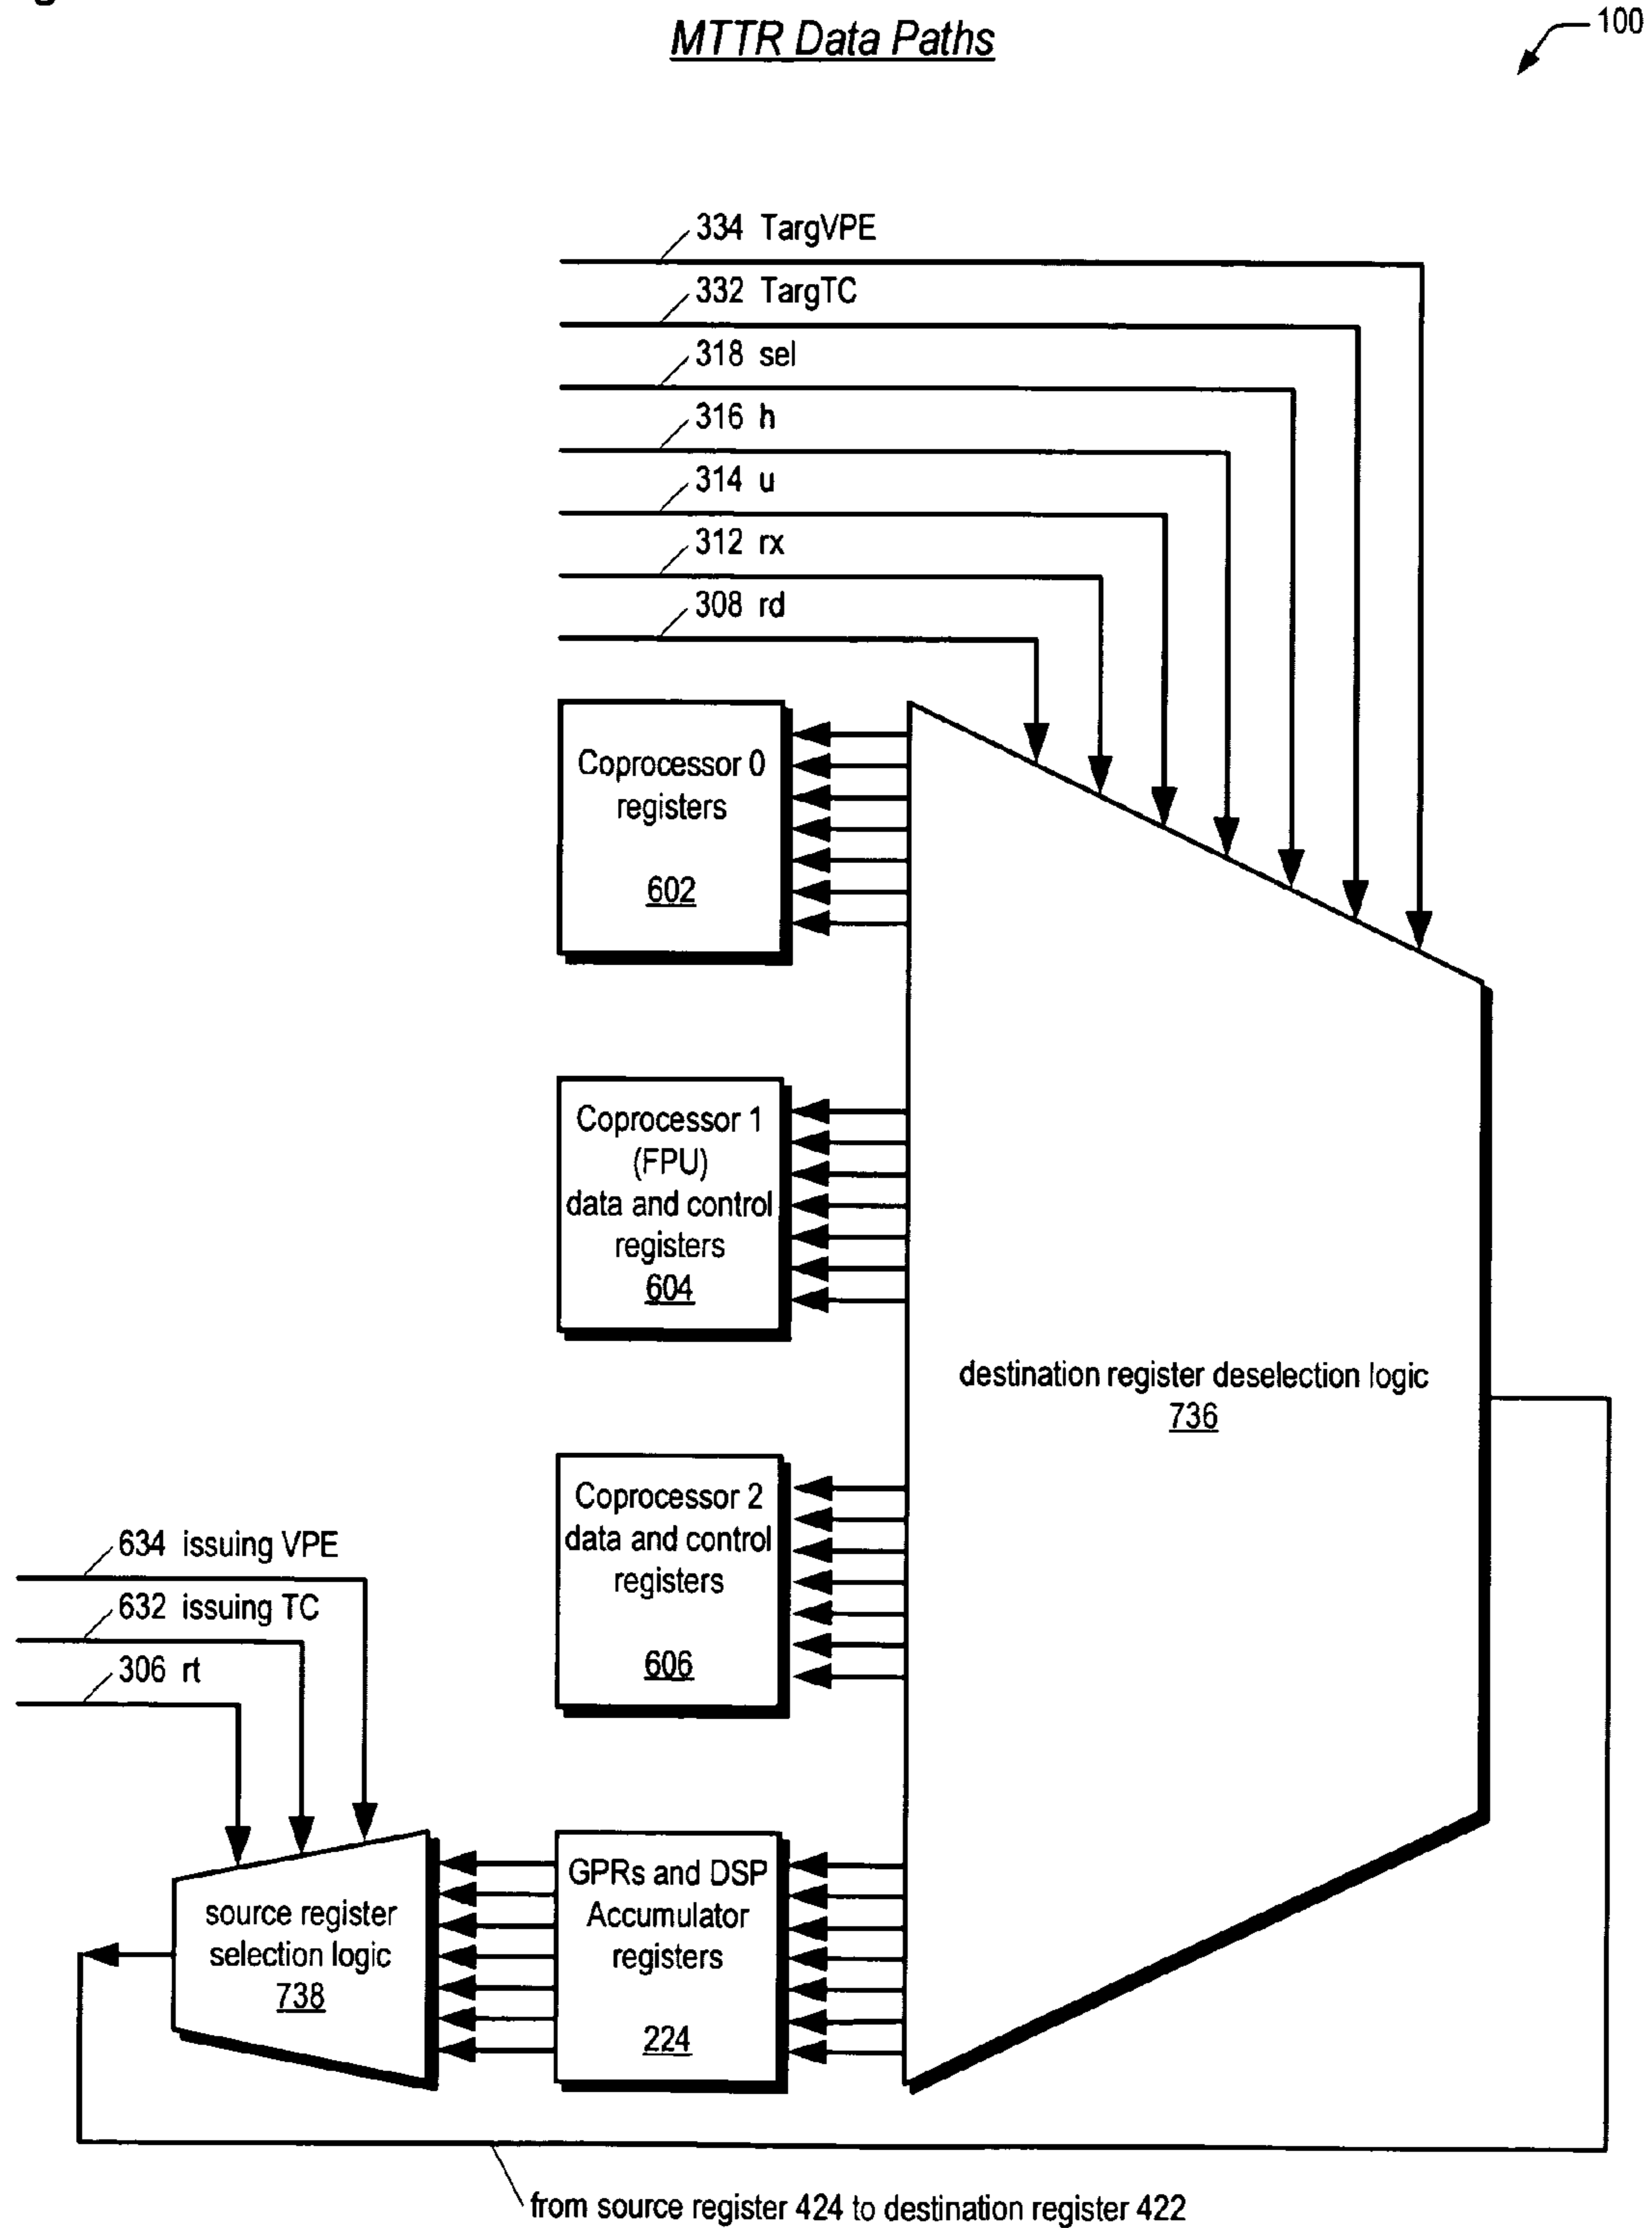 MTTR Data Paths
100
334 TargVPE
332 TargTC
318 sel
316 h
314 u
312 rx
308 rd
Coprocessor 0
registers
602
Coprocessor 1
(FPU)
data and control
registers
604
destination register deselection logic
736
Coprocessor 2
data and control
registers
606
634 issuing VPE
632 issuing TC
306 rt
source register
selection logic
738
GPRs and DSP
Accumulator
registers
224
from source register 424 to destination register 422